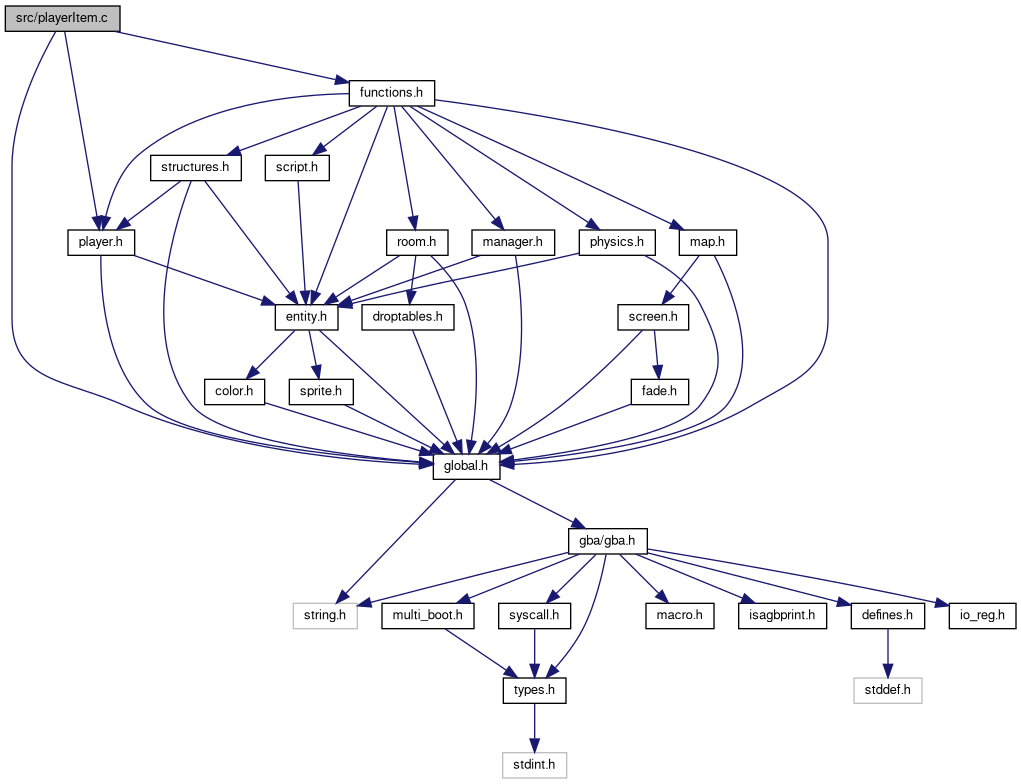 src/playerItem.c
functions.h
structures.h
script.h
player.h
room.h
manager.h
physics.h
map.h
entity.h
droptables.h
screen.h
color.h
sprite.h
fade.h
global.h
gba/gba.h
string.h
multi_boot.h
syscall.h
macro.h
isagbprint.h
defines.h
io_reg.h
types.h
stddef.h
stdint.h